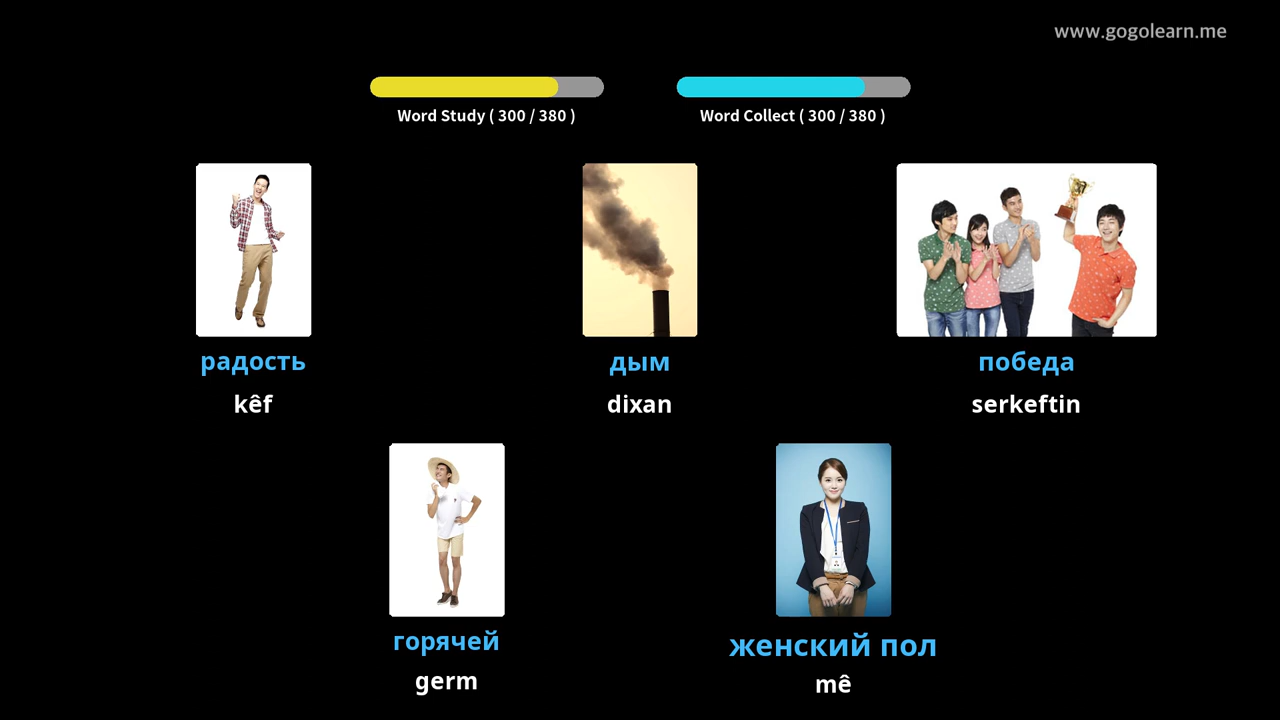 www.gogolearn.me
Word Study ( 300 / 380 )
Word Collect ( 300 / 380 )
радость
дым
победа
kêf
dixan
serkeftin
горячей
женский пол
germ
mê